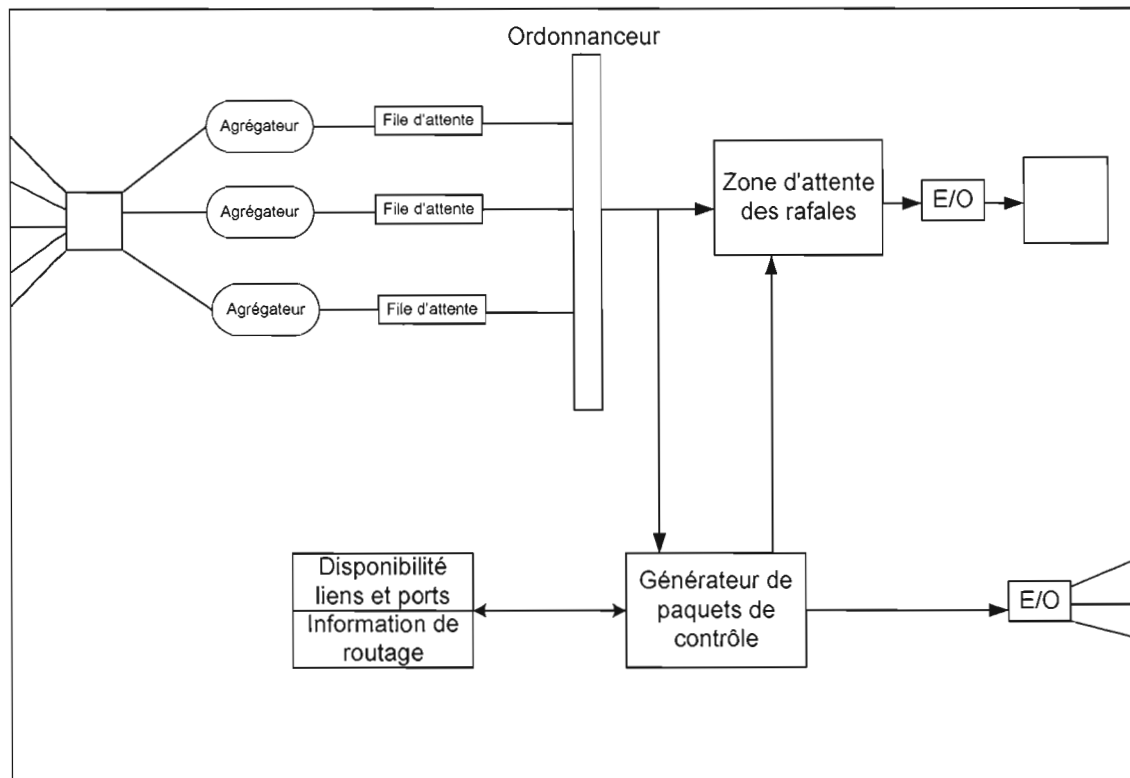 Ordonnanceur
Agrégateur
File d'attente
Agrégateur
File d'attente
Agrégateur
File d'attente
Zone d'attente
des rafales
E/O
Disponibilité
liens et ports
Information de
routage
Générateur de
paquets de
contrôle
E/O